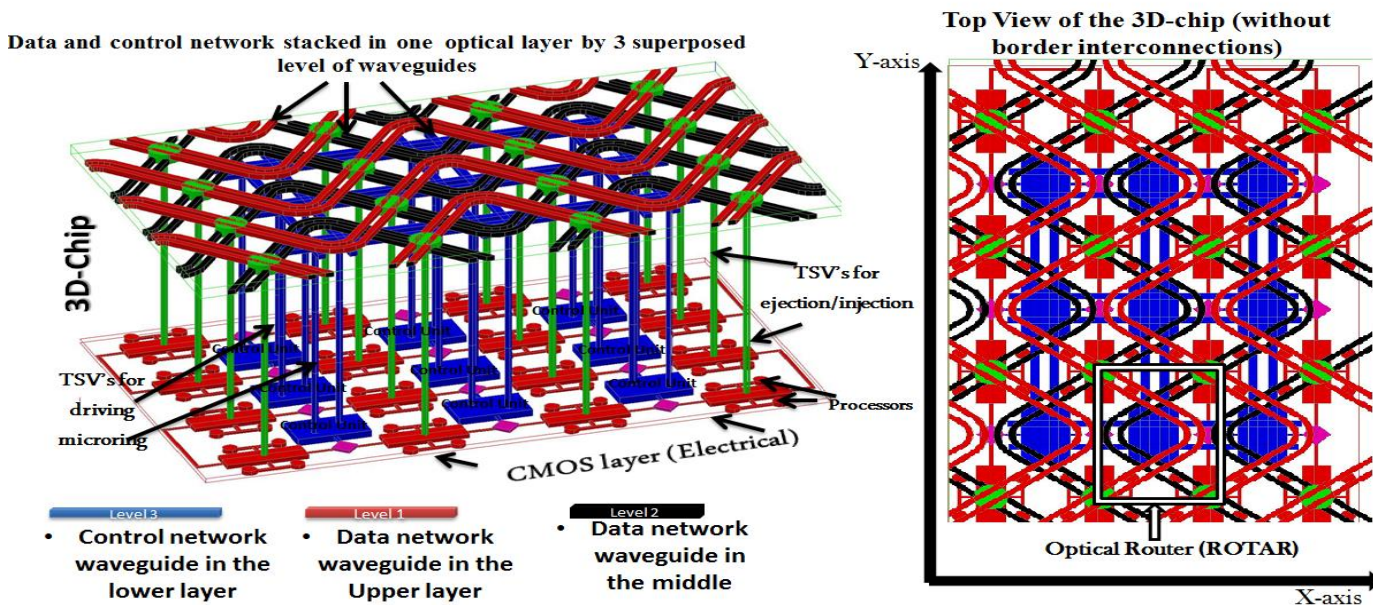 Data and control network stacked in one optical layer by 3 superposed
level of waveguides
3D-Chip
Control Unit
Control Unit
Control Unit
Control Unit
Control Unit
Control Unit
Control Unit
Control Unit
Control Unit
TSV's for
ejection/injection
TSV's for
driving
microring
Processors
CMOS layer (Electrical)
Level 3
• Control network
waveguide in the
lower layer
Level 1
• Data network
waveguide in the
Upper layer
Level 2
• Data network
waveguide in
the middle
Top View of the 3D-chip (without
border interconnections)
Y-axis
Optical Router (ROTAR)
X-axis